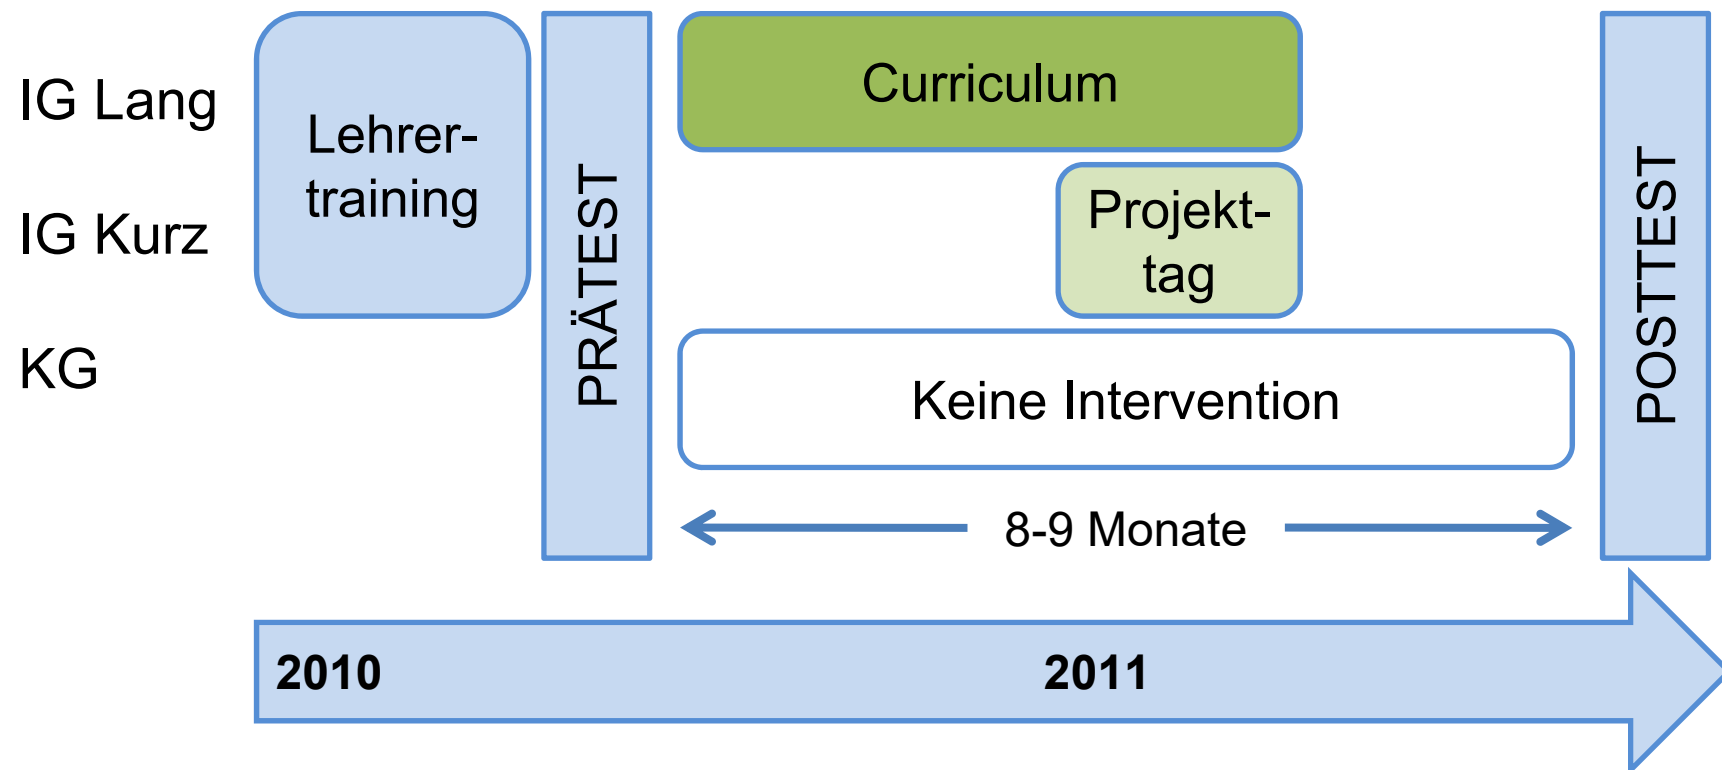 IG Lang
IG Kurz
KG
Lehrer-
training
PRÄTEST
Curriculum
Projekt-
tag
Keine Intervention
8-9 Monate
POSTTEST
2010
2011